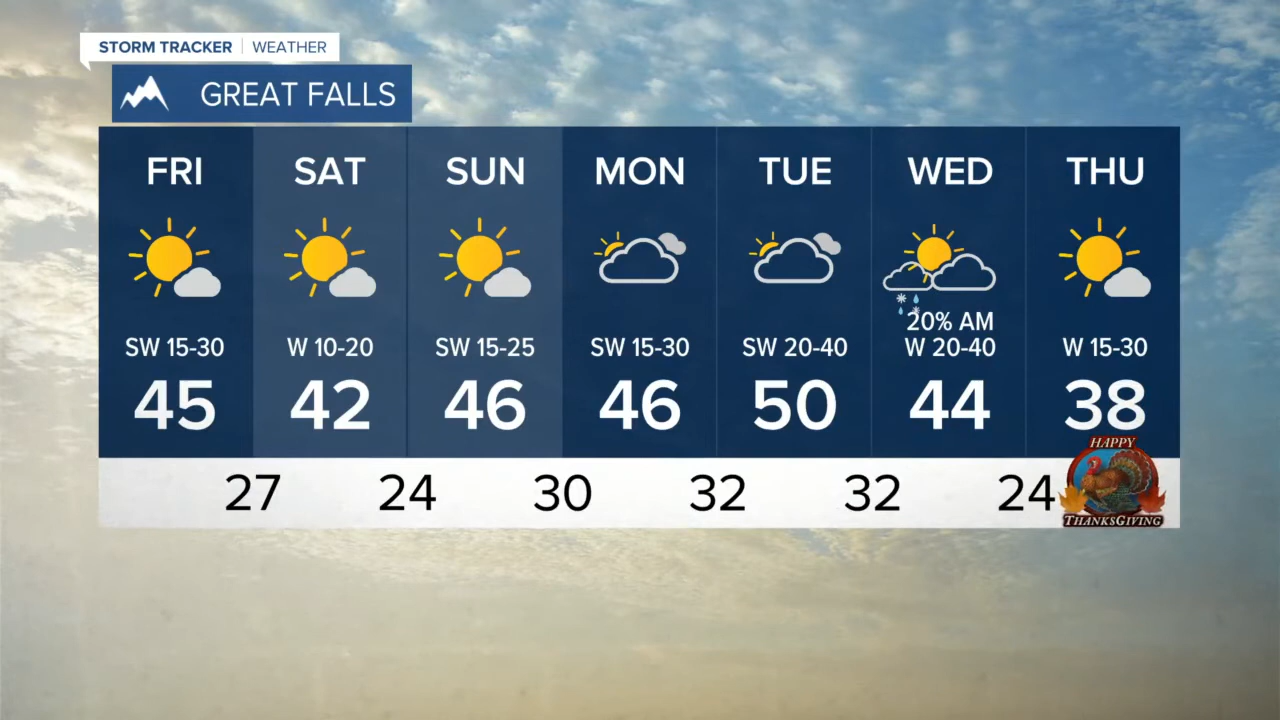 STORM TRACKER | WEATHER
GREAT FALLS
FRI SAT SUN MON TUE WED THU
20% AM
SW 15-30 W 10-20 SW 15-25 SW 15-30 SW 20-40 W 20-40 W 15-30
45 42 46 46 50 44 38
HAPPY
27 24 30 32 32 24
THANKSGIVING